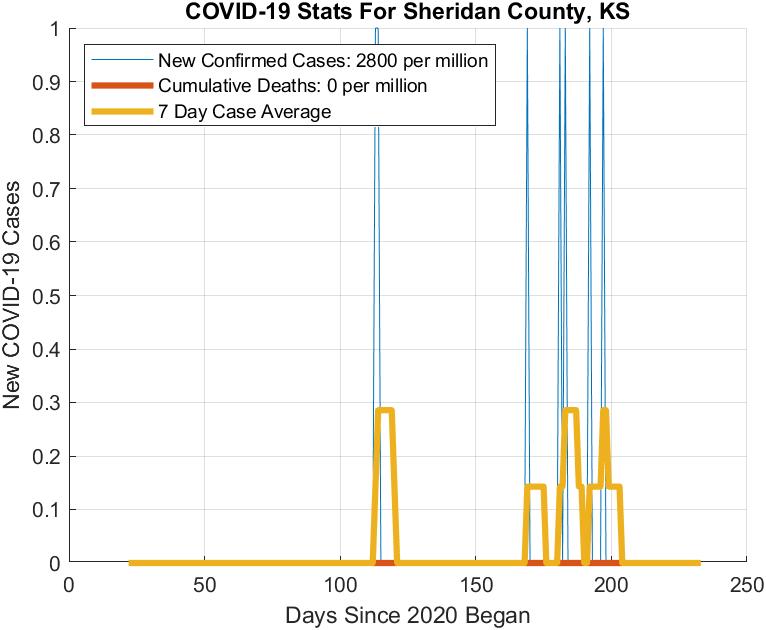 COVID-19 Stats For Sheridan County, KS
New Confirmed Cases: 2800 per million
Cumulative Deaths: 0 per million
7 Day Case Average
New COVID-19 Cases
1
0.9
0.8
0.7
0.6
0.5
0.4
0.3
0.2
0.1
0
0 50 100 150 200 250
Days Since 2020 Began